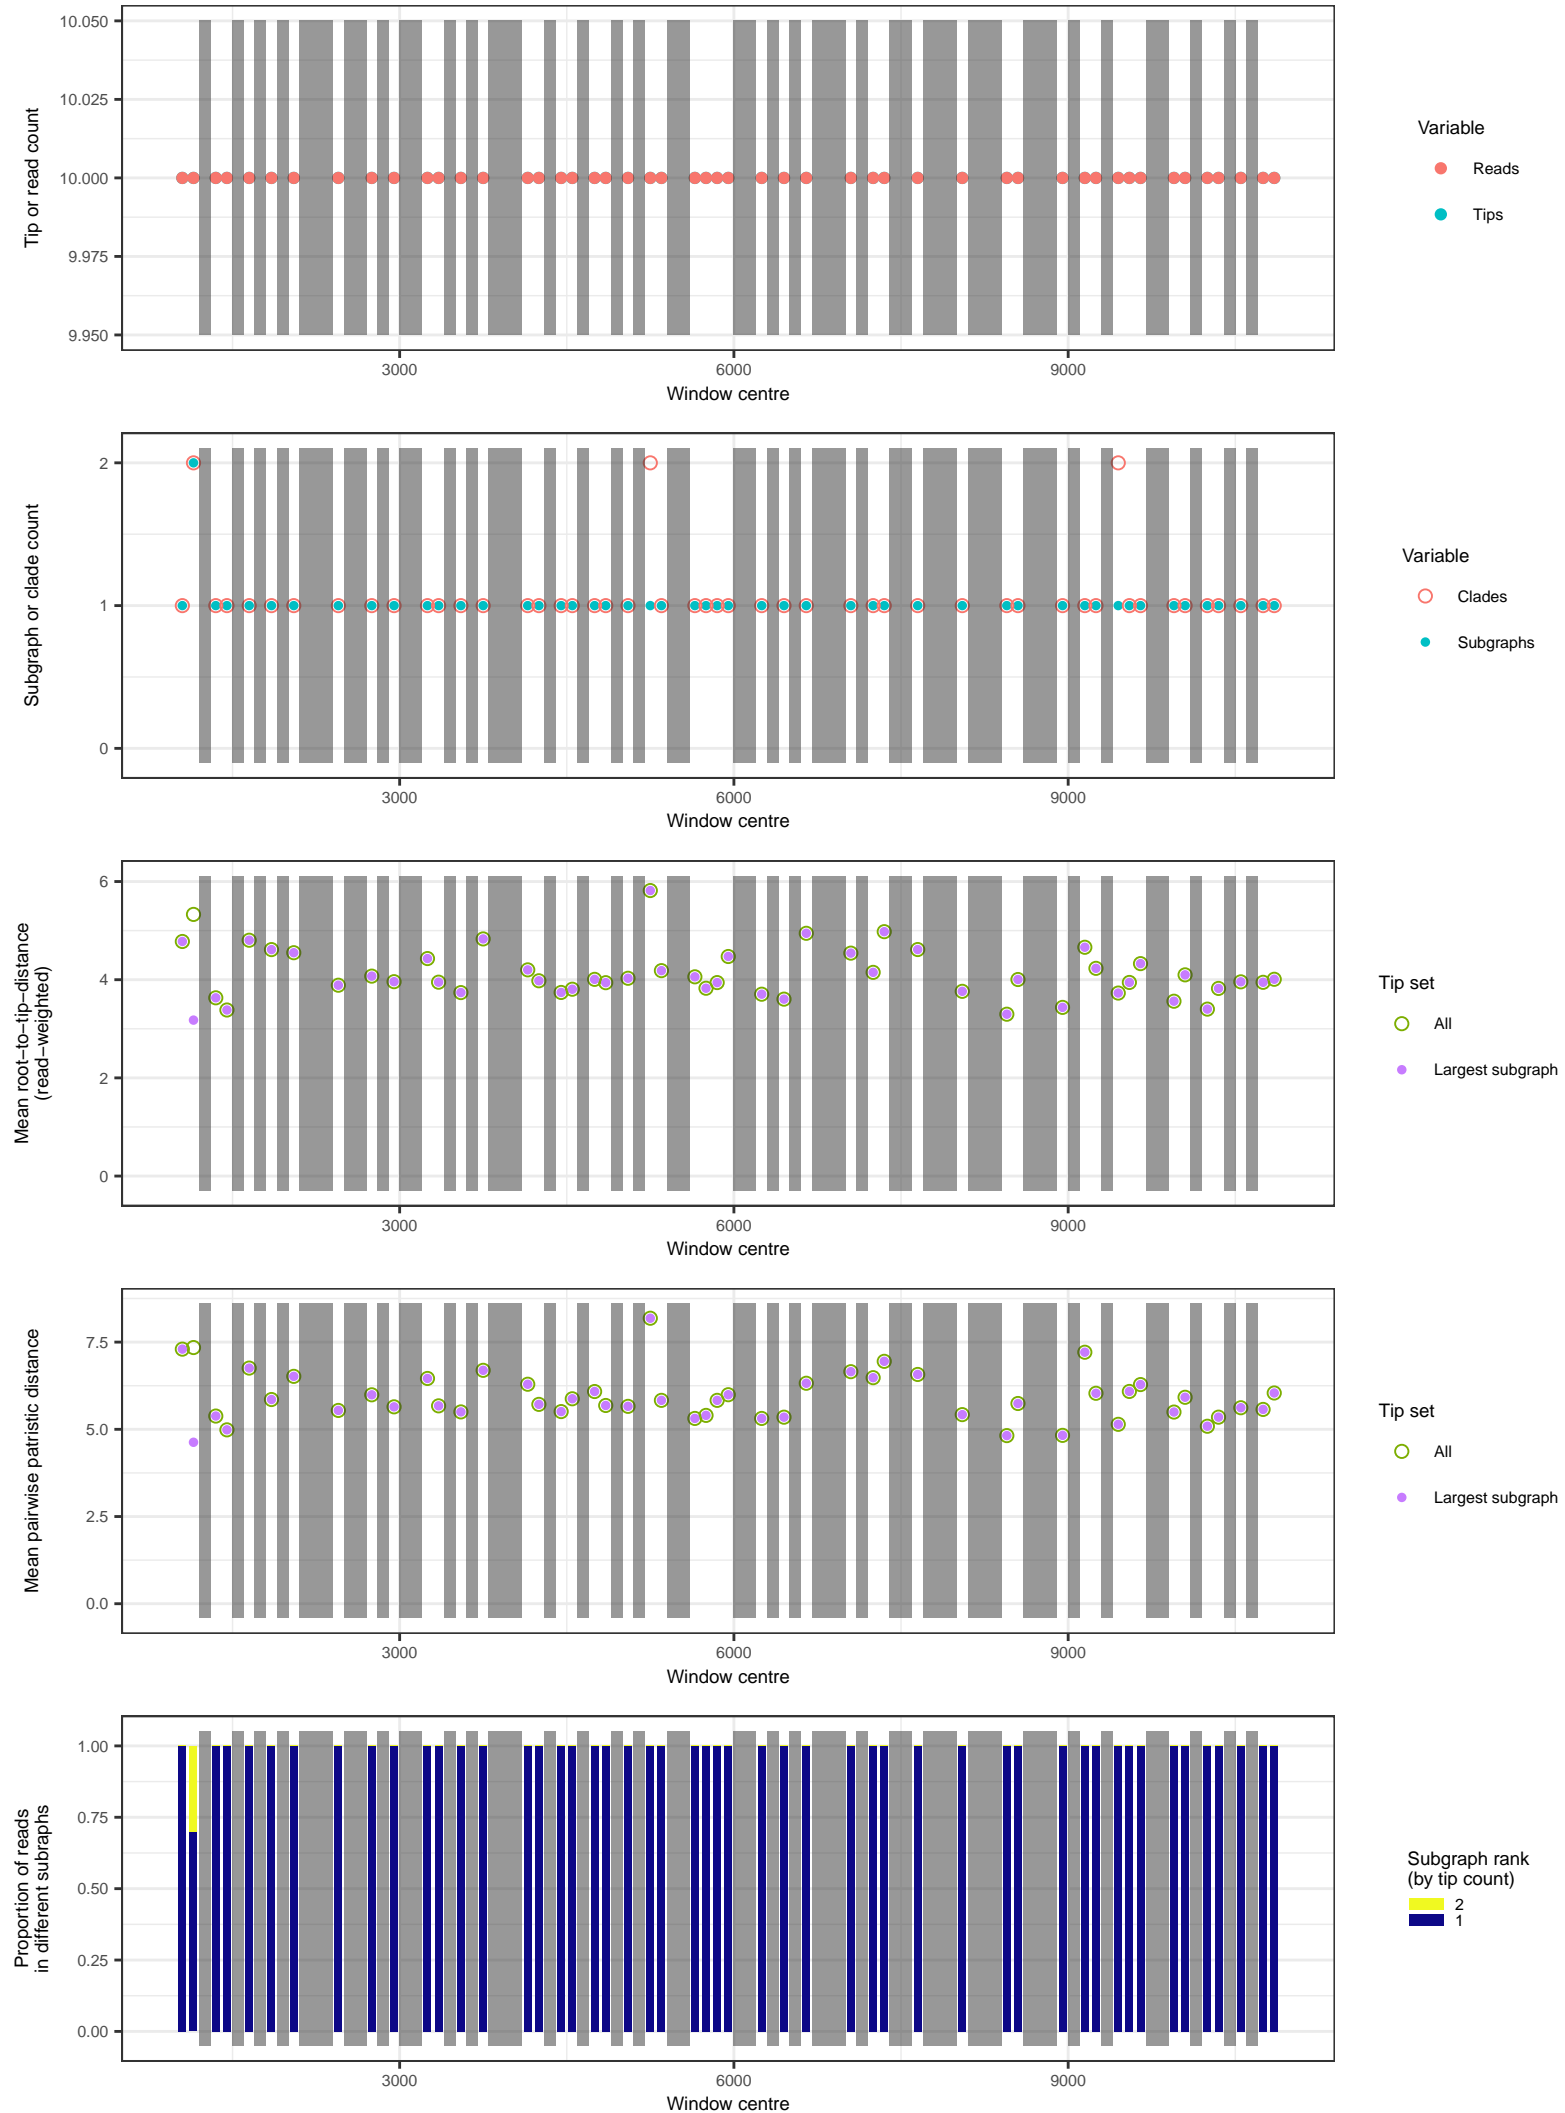 10.050
10.025
10.000
9.975
9.950
Tip or read count
3000
6000
9000
Window centre
Variable
Reads
Tips
2
1
0
Subgraph or clade count
3000
6000
9000
Window centre
Variable
Clades
Subgraphs
6
4
2
0
Mean root−to−tip−distance
(read−weighted)
3000
6000
9000
Window centre
Tip set
All
Largest subgraph
7.5
5.0
2.5
0.0
Mean pairwise patristic distance
3000
6000
9000
Window centre
Tip set
All
Largest subgraph
1.00
0.75
0.50
0.25
0.00
Proportion of reads
in different subraphs
3000
6000
9000
Window centre
Subgraph rank
(by tip count)
2
1